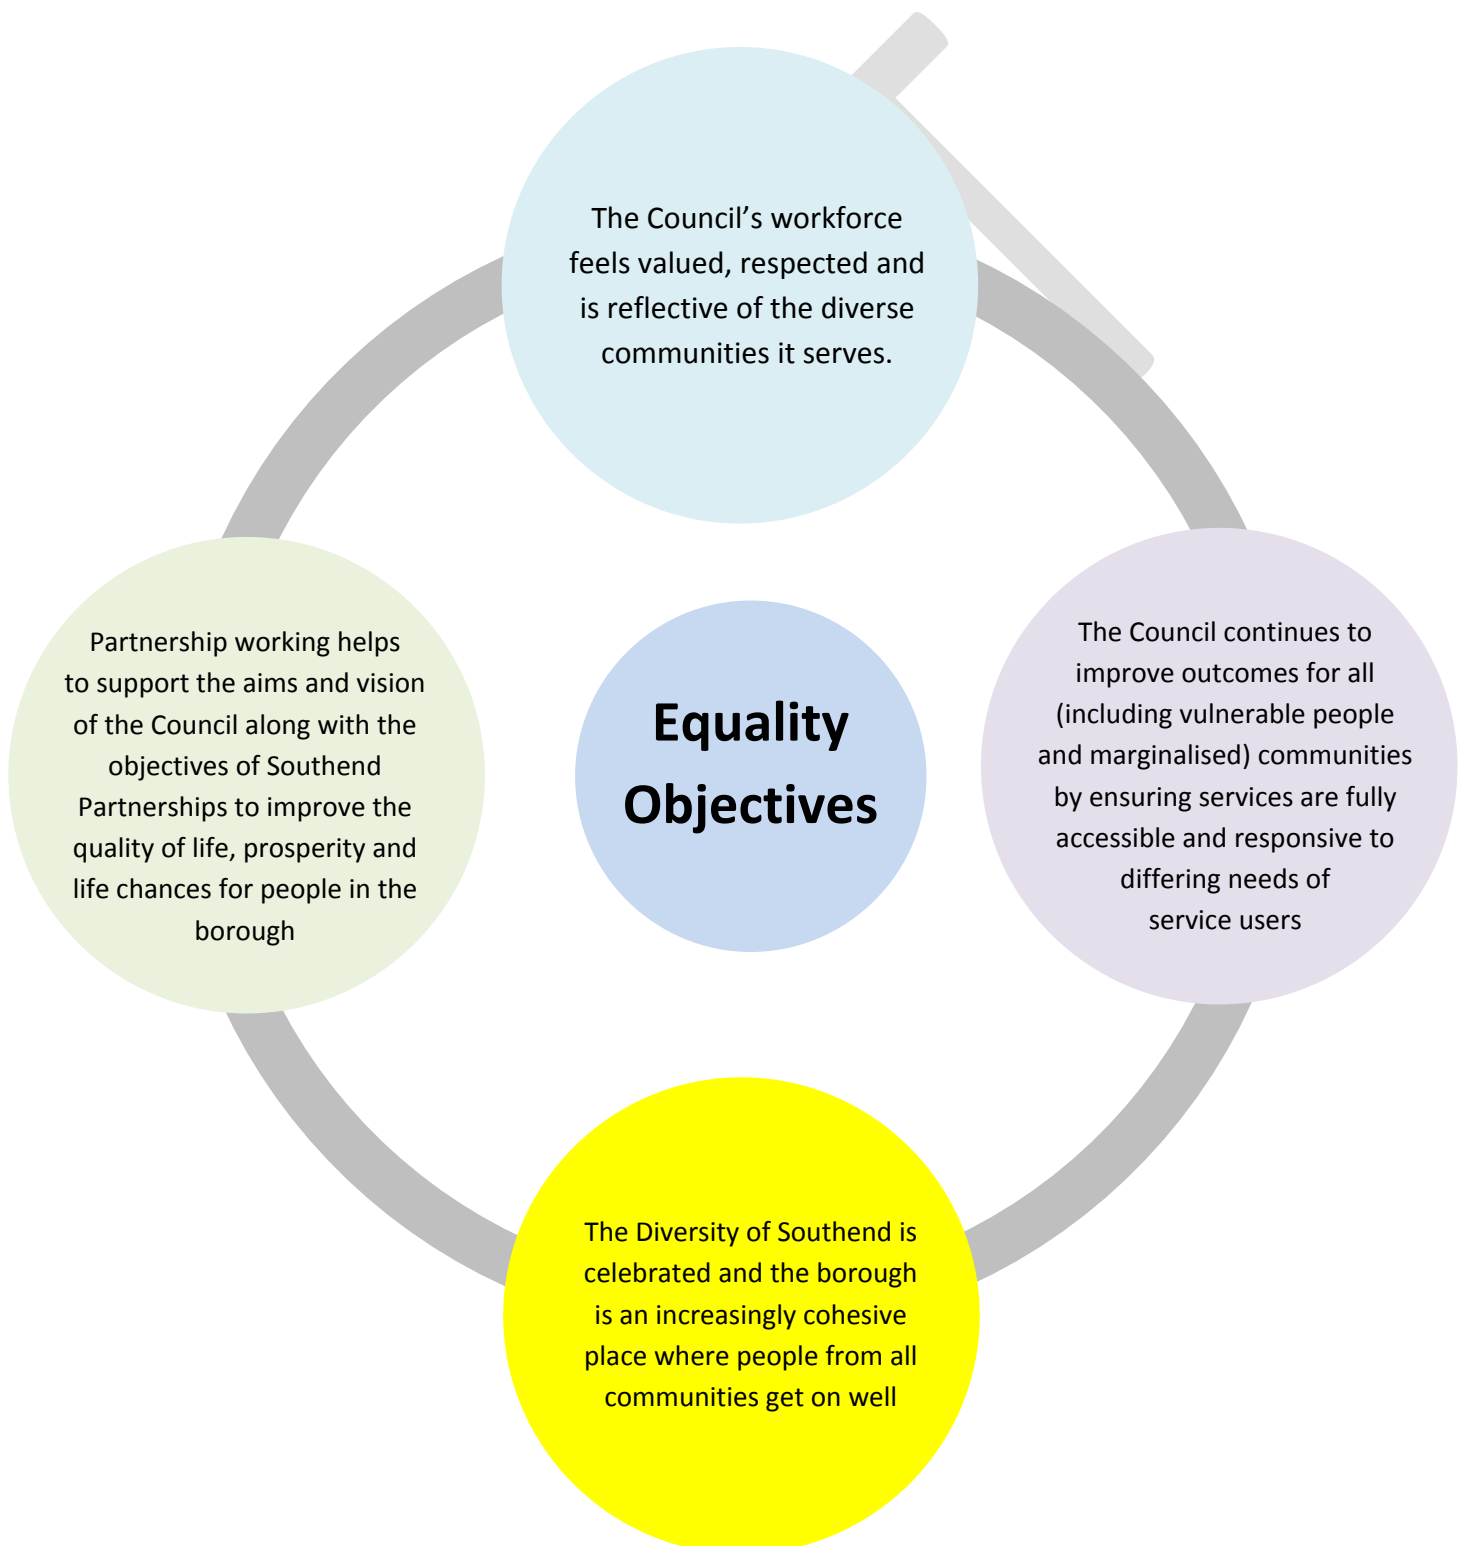 The Council’s workforce
feels valued, respected and
is reflective of the diverse
communities it serves.
Partnership working helps
to support the aims and vision
of the Council along with the
objectives of Southend
Partnerships to improve the
quality of life, prosperity and
life chances for people in the
borough
Equality
Objectives
The Council continues to
improve outcomes for all
(including vulnerable people
and marginalised) communities
by ensuring services are fully
accessible and responsive to
differing needs of
service users
The Diversity of Southend is
celebrated and the borough
is an increasingly cohesive
place where people from all
communities get on well